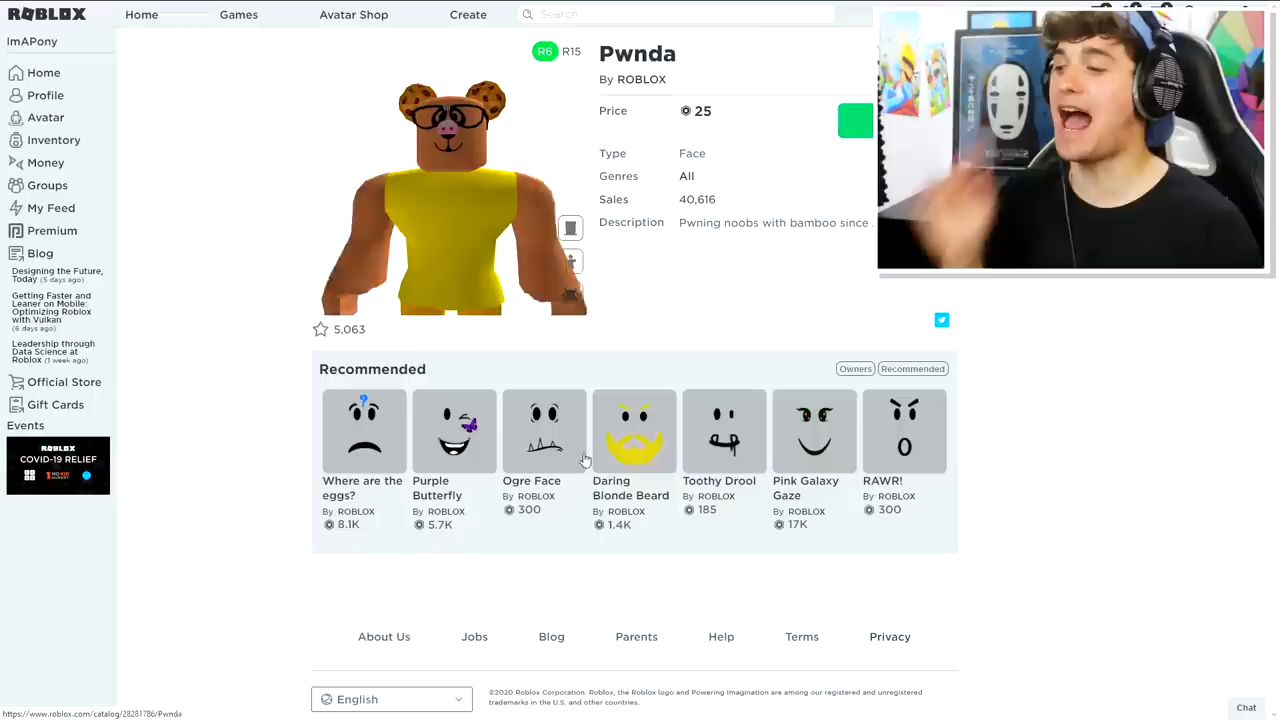 ROBLOX
Home
Games
Avatar Shop
Create
Search
ImAPony
Home
Profile
Avatar
Inventory
Money
Groups
My Feed
Premium
Blog
Designing the Future,
Today (5 days ago)
Getting Faster and
Leaner on Mobile:
Optimizing Roblox
with Vulkan
(6 days ago)
Leadership through
Data Science at
Roblox (1 week ago)
Official Store
Gift Cards
Events
ROBLOX
COVID-19 RELIEF
R6 R15
Pwnda
By ROBLOX
Price 25
Type Face
Genres All
Sales 40,616
Description Pwning noobs with bamboo since
5,063
Recommended
Owners
Recommended
Where are the
eggs?
By ROBLOX
8.1K
Purple
Butterfly
By ROBLOX
5.7K
Ogre Face
By ROBLOX
300
Daring
Blonde Beard
By ROBLOX
1.4K
Toothy Drool
By ROBLOX
185
Pink Galaxy
Gaze
By ROBLOX
17K
RAWR!
By ROBLOX
300
About Us
Jobs
Blog
Parents
Help
Terms
Privacy
English
©2020 Roblox Corporation. Roblox, the Roblox logo and Powering Imagination are among our registered and unregistered
trademarks in the U.S. and other countries.
Chat
https://www.roblox.com/catalog/28281786/Pwnda